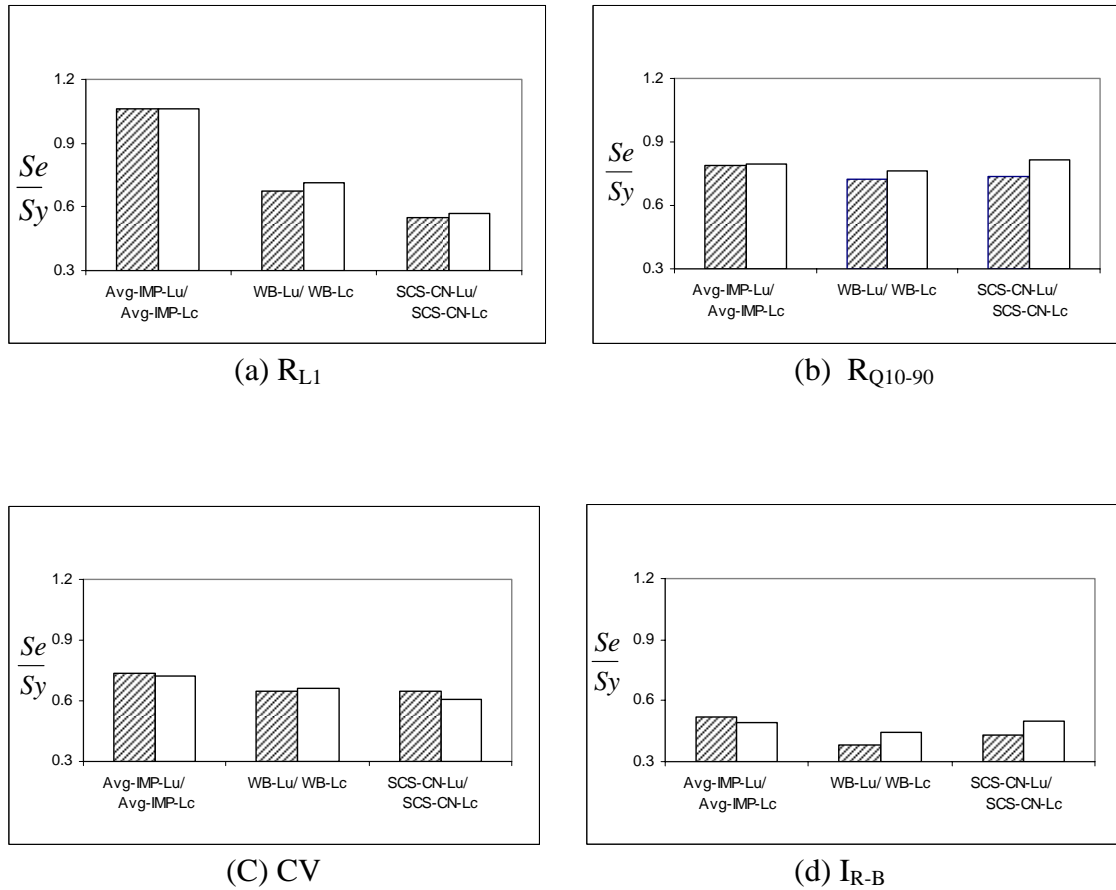 1.2
0.9
0.6
0.3
Se
Sy
Avg-IMP-Lu/ WB-Lu/ WB-Lc SCS-CN-Lu/
Avg-IMP-Lc SCS-CN-Lc
(a) RL1
1.2
0.9
0.6
0.3
Se
Sy
Avg-IMP-Lu/ WB-Lu/ WB-Lc SCS-CN-Lu/
Avg-IMP-Lc SCS-CN-Lc
(b) RQ10-90
1.2
0.9
0.6
0.3
Se
Sy
Avg-IMP-Lu/ WB-Lu/ WB-Lc SCS-CN-Lu/
Avg-IMP-Lc SCS-CN-Lc
(C) CV
1.2
0.9
0.6
0.3
Se
Sy
Avg-IMP-Lu/ WB-Lu/ WB-Lc SCS-CN-Lu/
Avg-IMP-Lc SCS-CN-Lc
(d) IR-B